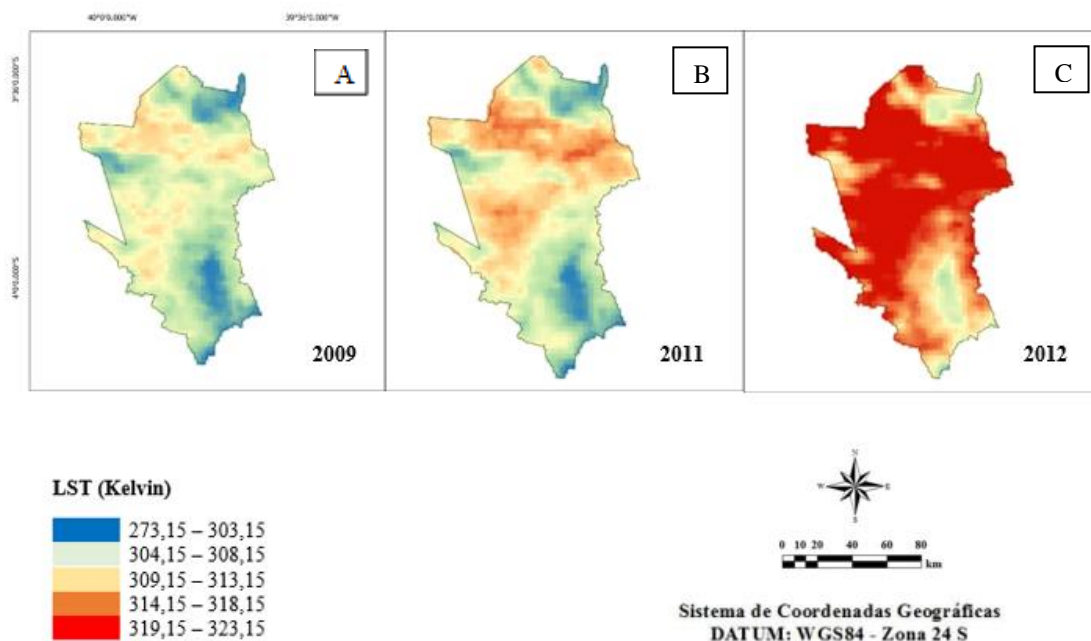 40°0'0.000"W
39°36'0.000"W
3°36'0.000"S
4°0'0.000"S
A
B
C
2009
2011
2012
LST (Kelvin)
273,15 – 303,15
304,15 – 308,15
309,15 – 313,15
314,15 – 318,15
319,15 – 323,15
N
W
E
S
0 10 20 40 60 80
km
Sistema de Coordenadas Geográficas
DATUM: WGS84 - Zona 24 S